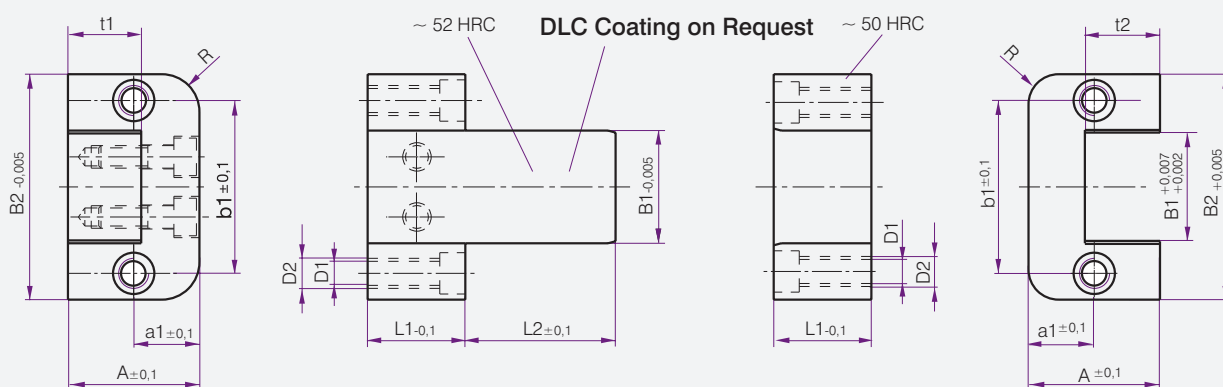 t1
R
B2 -0,005
b1±0,1
a1±0,1
A±0,1
~ 52 HRC
DLC Coating on Request
~ 50 HRC
D2
D1
B1-0,005
L1-0,1
L2±0,1
D1
D2
L1-0,1
t2
R
b1±0,1
B1 +0,007 +0,002
B2 +0,005
a1±0,1
A ±0,1